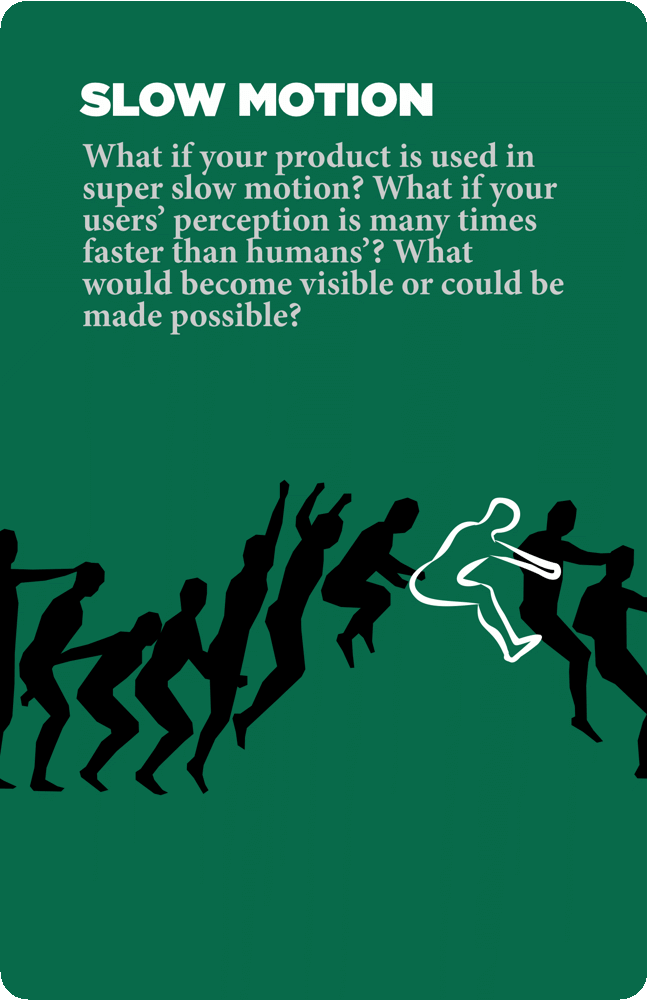 SLOW MOTION
What if your product is used in
super slow motion? What if your
users’ perception is many times
faster than humans’? What
would become visible or could be
made possible?